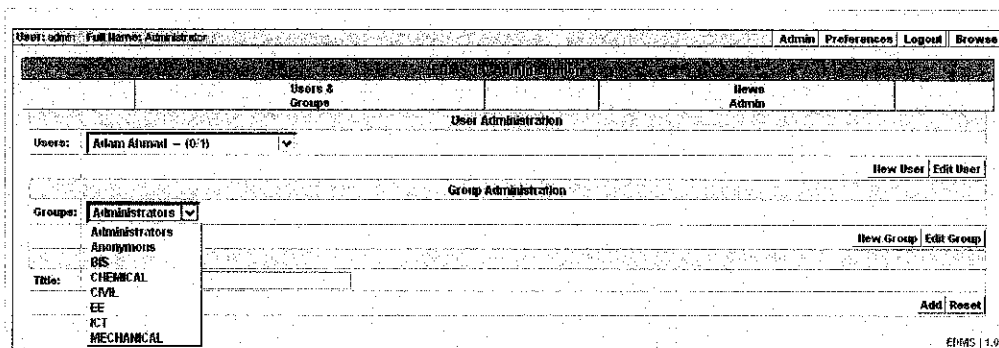 User: admin Full Name: Administrator Admin Preferences Logout Browse
Users & Groups News Admin
User Administration
Users: Adam Ahmad -- (0/1)
New User Edit User
Group Administration
Groups: Administrators
Administrators
Anonymous
New Group Edit Group
BIS
CHEMICAL
Title:
CIVIL
EE
Add Reset
ICT
MECHANICAL
EDMS | 1.0